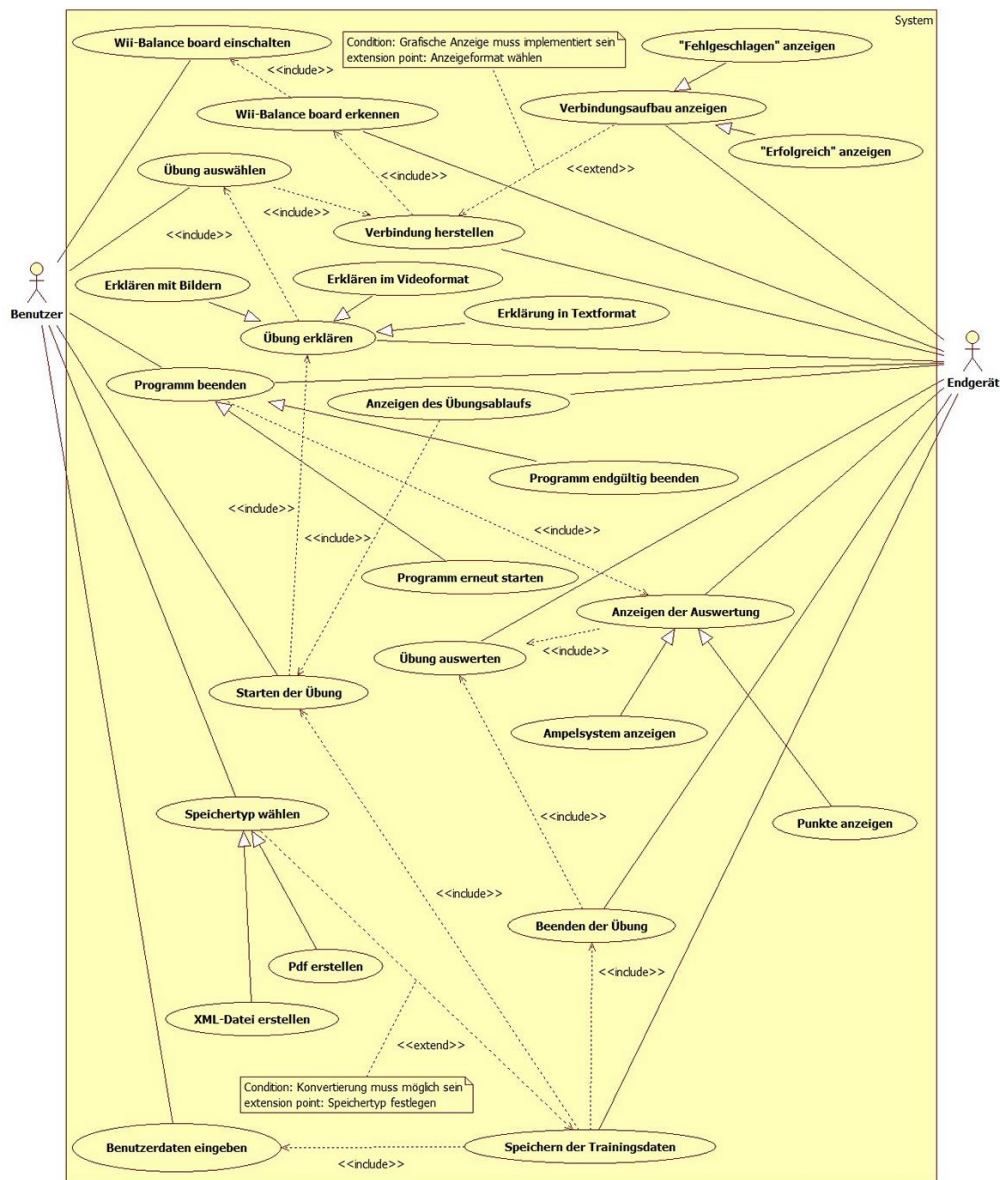 System
Wii-Balance board einschalten
Condition: Grafische Anzeige muss implementiert sein
extension point: Anzeigeformat wählen
"Fehlgeschlagen" anzeigen
<<include>>
Wii-Balance board erkennen
Verbindungsaufbau anzeigen
"Erfolgreich" anzeigen
Übung auswählen
<<include>>
<<extend>>
<<include>>
<<include>>
Verbindung herstellen
Erklären mit Bildern
Erklären im Videoformat
Erklärung in Textformat
Benutzer
Übung erklären
Endgerät
Programm beenden
Anzeigen des Übungsablaufs
Programm endgültig beenden
<<include>>
<<include>>
<<include>>
Programm erneut starten
Anzeigen der Auswertung
Übung auswerten
<<include>>
Starten der Übung
Ampelsystem anzeigen
Speichertyp wählen
Punkte anzeigen
<<include>>
<<include>>
Beenden der Übung
Pdf erstellen
<<include>>
XML-Datei erstellen
<<extend>>
Condition: Konvertierung muss möglich sein
extension point: Speichertyp festlegen
Benutzerdaten eingeben
Speichern der Trainingsdaten
<<include>>